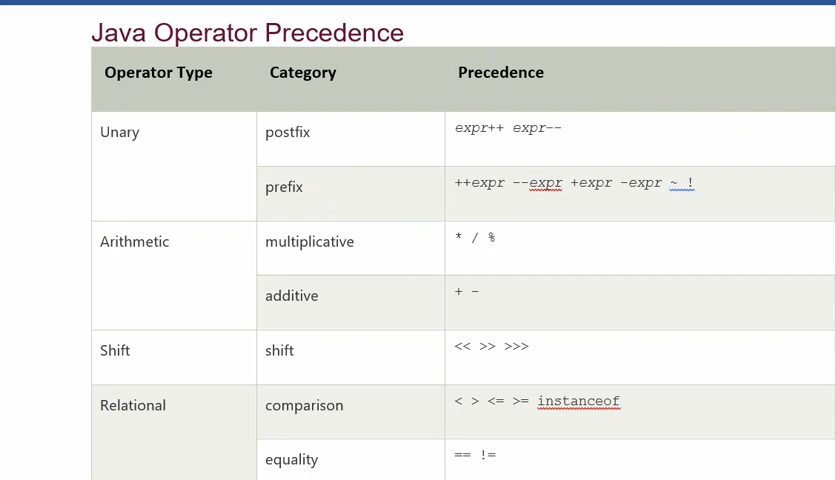 Java Operator Precedence
Operator Type Category Precedence
Unary postfix expr++ expr--
prefix ++expr --expr +expr -expr ~ !
Arithmetic multiplicative * / %
additive + -
Shift shift << >> >>>
Relational comparison < > <= >= instanceof
equality == !=